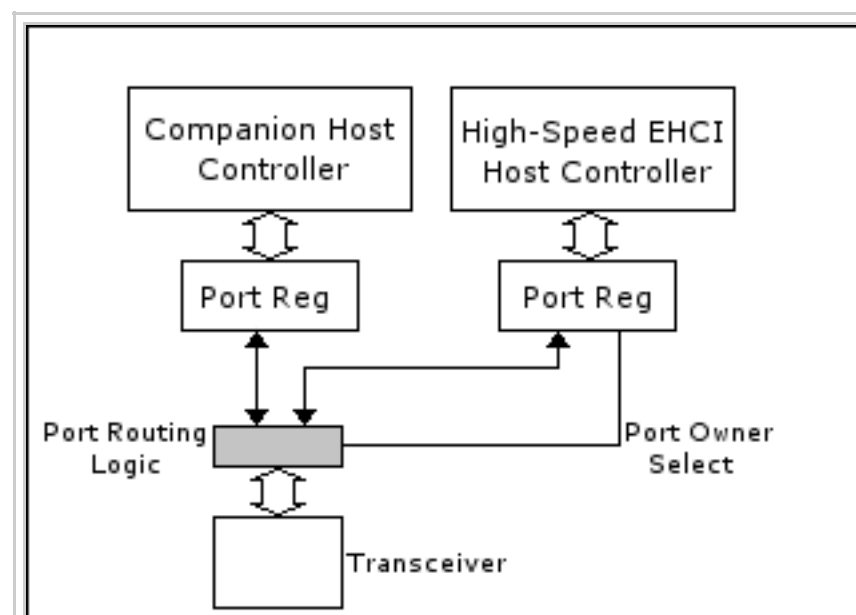 Companion Host
Controller
High-Speed EHCI
Host Controller
Port Reg
Port Reg
Port Routing
Logic
Port Owner
Select
Transceiver